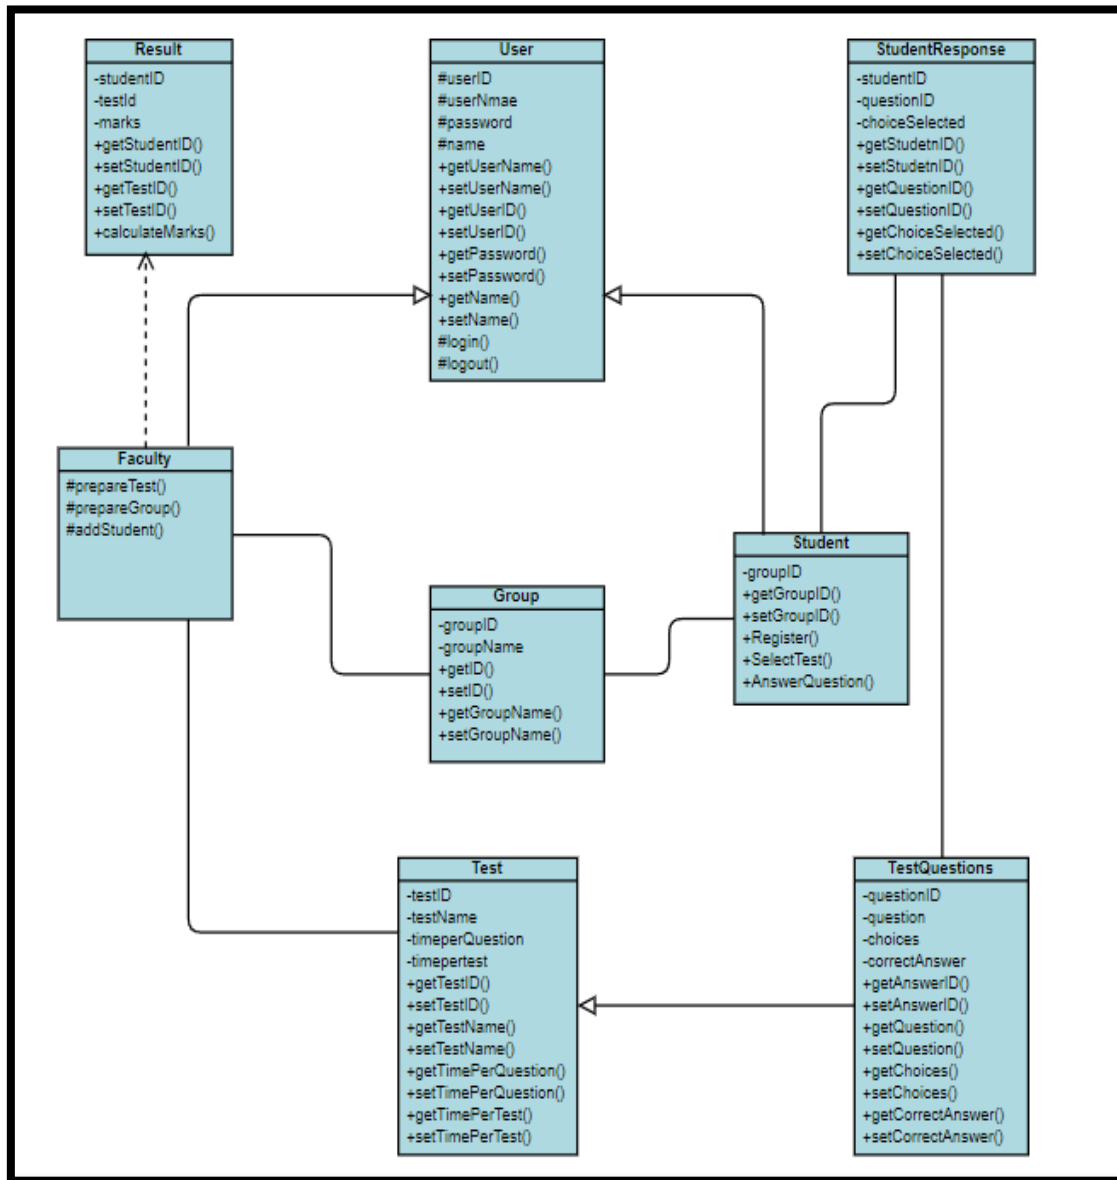 Result
-studentID
-testId
-marks
+getStudentID()
+setStudentID()
+getTestID()
+setTestID()
+calculateMarks()
User
#userID
#userNmae
#password
#name
+getUserName()
+setUserName()
+getUserID()
+setUserID()
+getPassword()
+setPassword()
+getName()
+setName()
#login()
#logout()
StudentResponse
-studentID
-questionID
-choiceSelected
+getStudetnID()
+setStudetnID()
+getQuestionID()
+setQuestionID()
+getChoiceSelected()
+setChoiceSelected()
Faculty
#prepareTest()
#prepareGroup()
#addStudent()
Group
-groupID
-groupName
+getID()
+setID()
+getGroupName()
+setGroupName()
Student
-groupID
+getGroupID()
+setGroupID()
+Register()
+SelectTest()
+AnswerQuestion()
Test
-testID
-testName
-timeperQuestion
-timepertest
+getTestID()
+setTestID()
+getTestName()
+setTestName()
+getTimePerQuestion()
+setTimePerQuestion()
+getTimePerTest()
+setTimePerTest()
TestQuestions
-questionID
-question
-choices
-correctAnswer
+getAnswerID()
+setAnswerID()
+getQuestion()
+setQuestion()
+getChoices()
+setChoices()
+getCorrectAnswer()
+setCorrectAnswer()